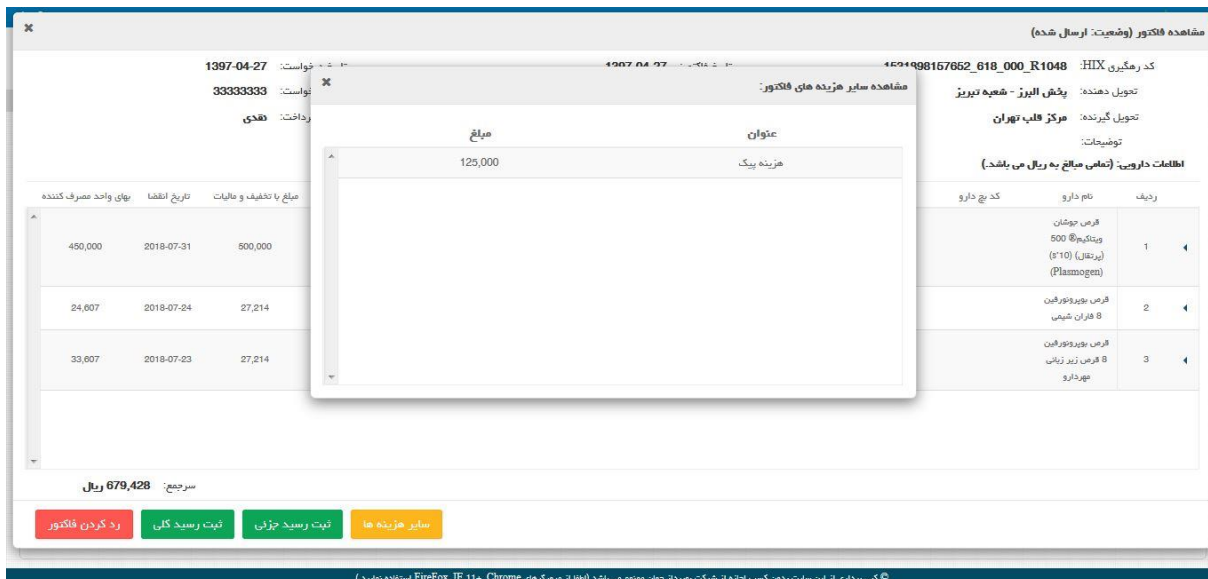 مشاهده فاکتور (وضعیت: ارسال شده)
کد رهگیری HIX: 1531898157652_618_000_R1048
1397-04-27
1397-04-27
تحویل دهنده: پخش البرز - شعبه تبریز
33333333
تحویل گیرنده: مرکز قلب تهران
نقدی
توضیحات:
اطلاعات دارویی: (تمامی مبالغ به ریال می باشد.)
مشاهده سایر هزینه های فاکتور:
عنوان مبلغ
هزینه پیک 125,000
ردیف نام دارو کد بچ دارو مبلغ با تخفیف و مالیات تاریخ انقضا بهای واحد مصرف کننده
1 قرص جوشان ویتاکیم® 500 (پرتقال) (10's) (Plasmogen) 500,000 2018-07-31 450,000
2 قرص بوپرونورفین 8 فاران شیمی 27,214 2018-07-24 24,607
3 قرص بوپرونورفین 8 قرص زیر زبانی مهردارو 27,214 2018-07-23 33,607
سرجمع: 679,428 ریال
سایر هزینه ها ثبت رسید جزئی ثبت رسید کلی رد کردن فاکتور